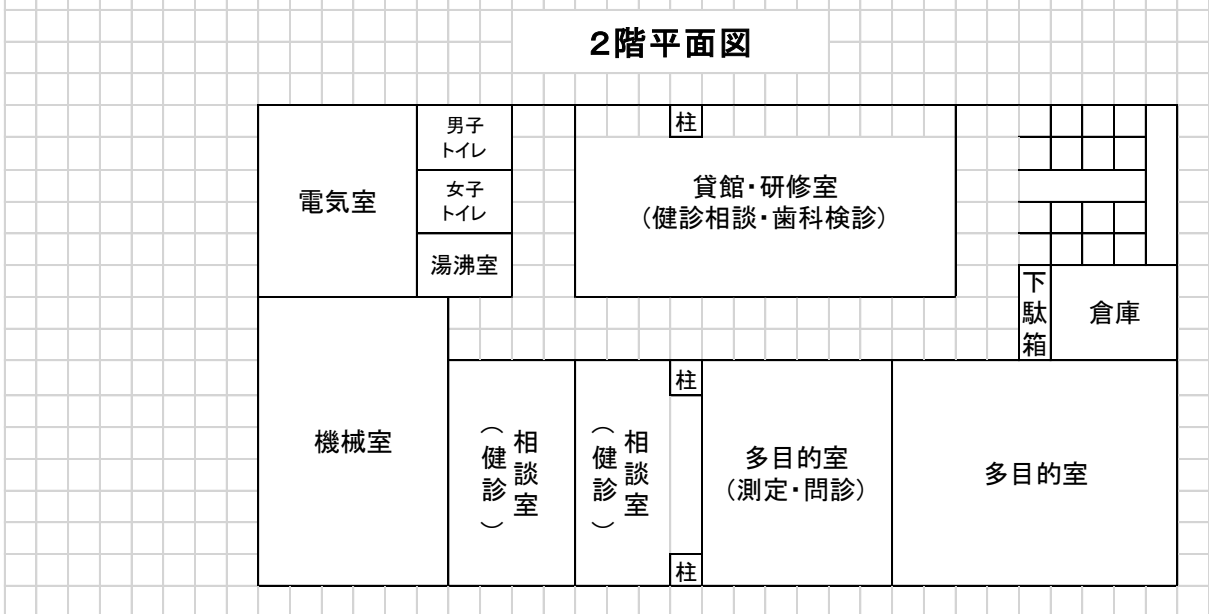 ２階平面図
男子
トイレ
柱
電気室
女子
トイレ
貸館・研修室
（健診相談・歯科検診）
湯沸室
下駄箱
倉庫
機械室
相談室
（健診）
相談室
（健診）
柱
多目的室
（測定・問診）
多目的室
柱